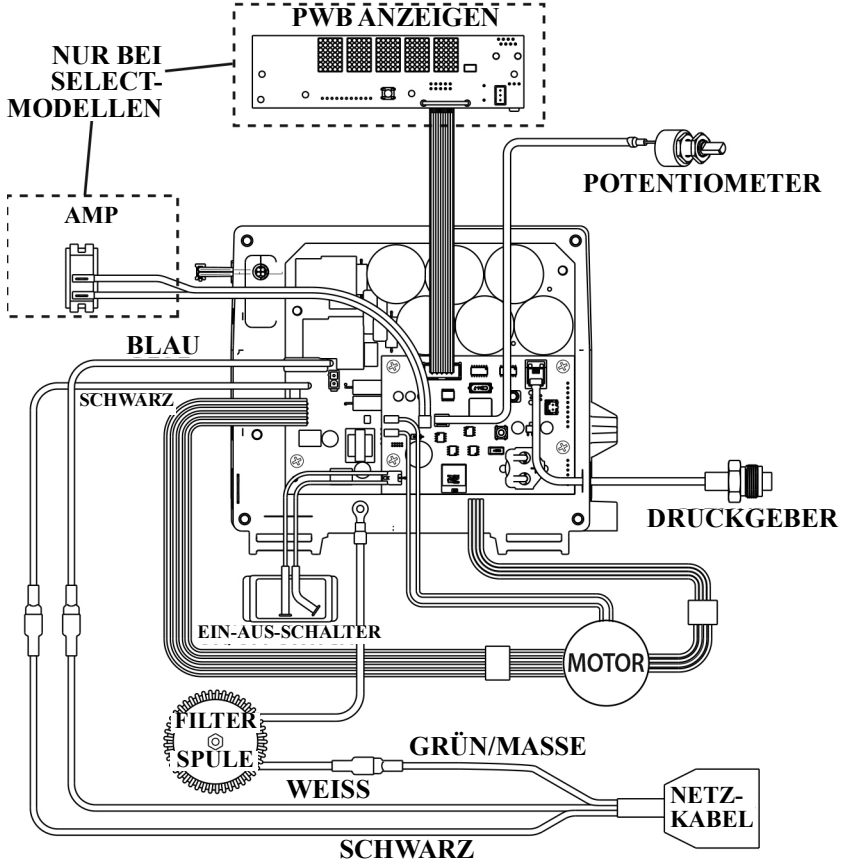 PWB ANZEIGEN
NUR BEI
SELECT-
MODELLEN
POTENTIOMETER
AMP
BLAU
SCHWARZ
DRUCKGEBER
EIN-AUS-SCHALTER
MOTOR
FILTER
SPULE
GRÜN/MASSE
WEISS
NETZ-
KABEL
SCHWARZ